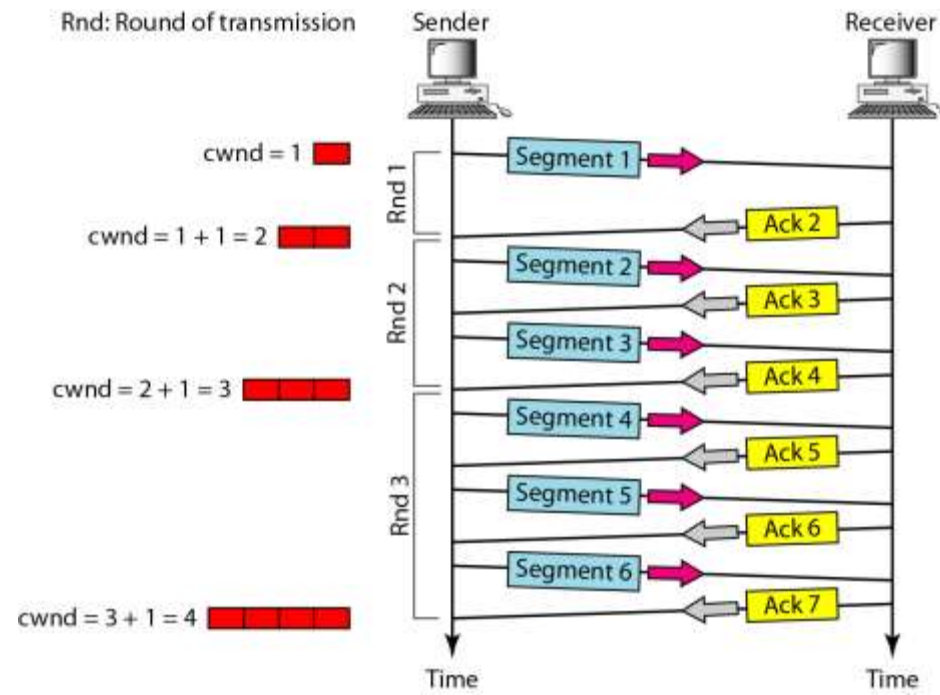 Rnd: Round of transmission
Sender
Receiver
cwnd = 1
Rnd 1
Segment 1
Ack 2
cwnd = 1 + 1 = 2
Rnd 2
Segment 2
Ack 3
Segment 3
Ack 4
cwnd = 2 + 1 = 3
Rnd 3
Segment 4
Ack 5
Segment 5
Ack 6
Segment 6
Ack 7
cwnd = 3 + 1 = 4
Time
Time